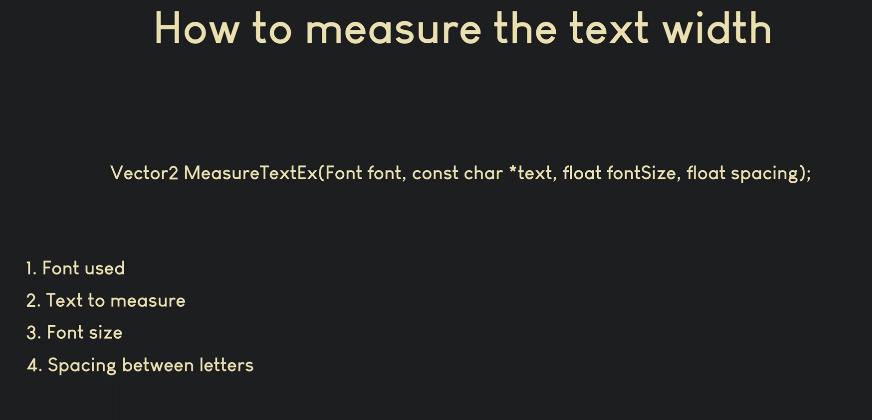 How to measure the text width
Vector2 MeasureTextEx(Font font, const char *text, float fontSize, float spacing);
1. Font used
2. Text to measure
3. Font size
4. Spacing between letters